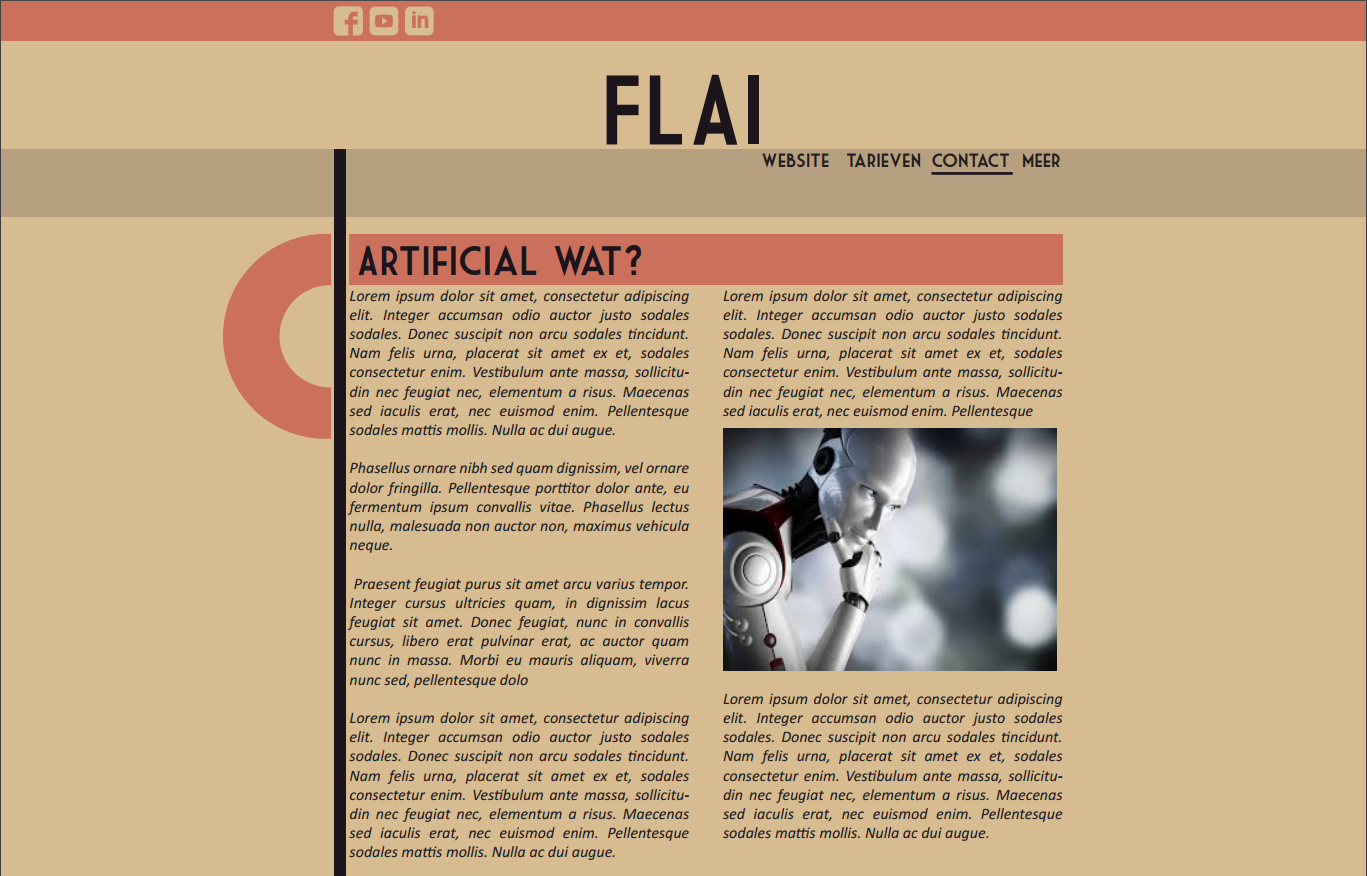 FLAI
WEBSITE TARIEVEN CONTACT MEER
ARTIFICIAL WAT?
Lorem ipsum dolor sit amet, consectetur adipiscing
elit. Integer accumsan odio auctor justo sodales
sodales. Donec suscipit non arcu sodales tincidunt.
Nam felis urna, placerat sit amet ex et, sodales
consectetur enim. Vestibulum ante massa, sollicitu-
din nec feugiat nec, elementum a risus. Maecenas
sed iaculis erat, nec euismod enim. Pellentesque
sodales mattis mollis. Nulla ac dui augue.
Phasellus ornare nibh sed quam dignissim, vel ornare
dolor fringilla. Pellentesque porttitor dolor ante, eu
fermentum ipsum convallis vitae. Phasellus lectus
nulla, malesuada non auctor non, maximus vehicula
neque.
Praesent feugiat purus sit amet arcu varius tempor.
Integer cursus ultricies quam, in dignissim lacus
feugiat sit amet. Donec feugiat, nunc in convallis
cursus, libero erat pulvinar erat, ac auctor quam
nunc in massa. Morbi eu mauris aliquam, viverra
nunc sed, pellentesque dolo
Lorem ipsum dolor sit amet, consectetur adipiscing
elit. Integer accumsan odio auctor justo sodales
sodales. Donec suscipit non arcu sodales tincidunt.
Nam felis urna, placerat sit amet ex et, sodales
consectetur enim. Vestibulum ante massa, sollicitu-
din nec feugiat nec, elementum a risus. Maecenas
sed iaculis erat, nec euismod enim. Pellentesque
sodales mattis mollis. Nulla ac dui augue.
Lorem ipsum dolor sit amet, consectetur adipiscing
elit. Integer accumsan odio auctor justo sodales
sodales. Donec suscipit non arcu sodales tincidunt.
Nam felis urna, placerat sit amet ex et, sodales
consectetur enim. Vestibulum ante massa, sollicitu-
din nec feugiat nec, elementum a risus. Maecenas
sed iaculis erat, nec euismod enim. Pellentesque
Lorem ipsum dolor sit amet, consectetur adipiscing
elit. Integer accumsan odio auctor justo sodales
sodales. Donec suscipit non arcu sodales tincidunt.
Nam felis urna, placerat sit amet ex et, sodales
consectetur enim. Vestibulum ante massa, sollicitu-
din nec feugiat nec, elementum a risus. Maecenas
sed iaculis erat, nec euismod enim. Pellentesque
sodales mattis mollis. Nulla ac dui augue.